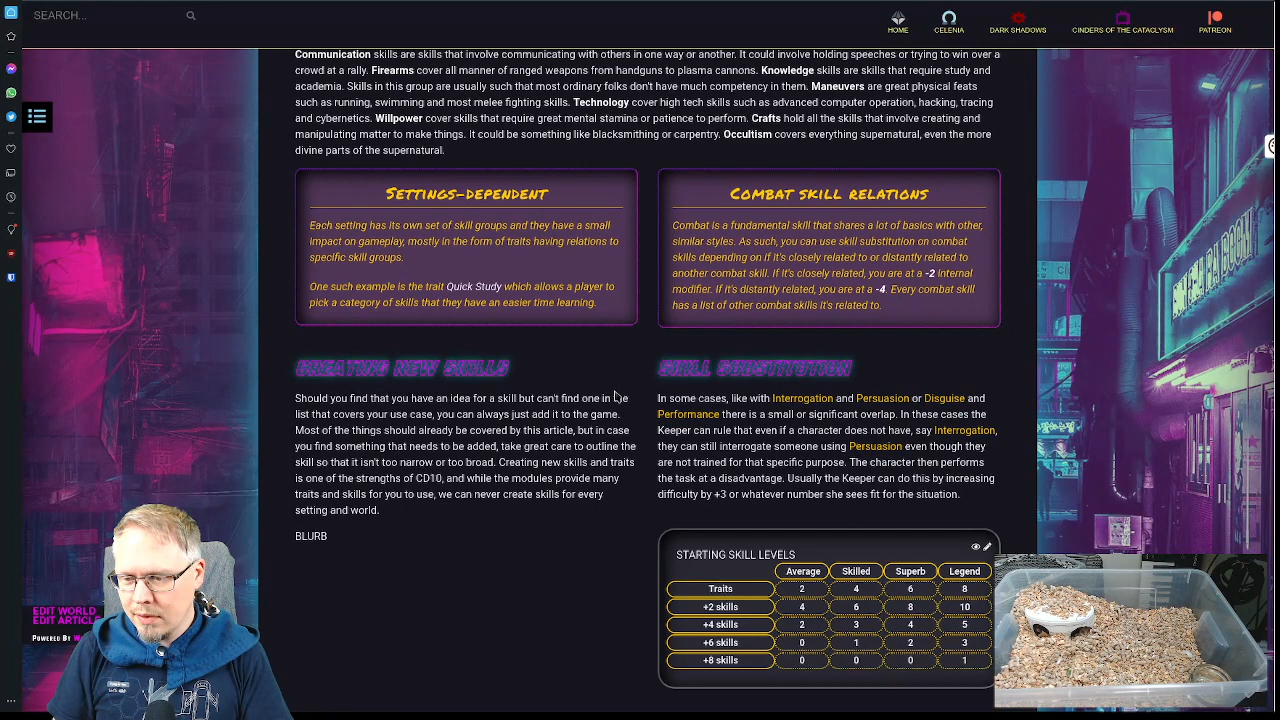 SEARCH...
HOME
CELENIA
DARK SHADOWS
CINDERS OF THE CATACLYSM
PATREON
Communication skills are skills that involve communicating with others in one way or another. It could involve holding speeches or trying to win over a
crowd at a rally. Firearms cover all manner of ranged weapons from handguns to plasma cannons. Knowledge skills are skills that require study and
academia. Skills in this group are usually such that most ordinary folks don't have much competency in them. Maneuvers are great physical feats
such as running, swimming and most melee fighting skills. Technology cover high tech skills such as advanced computer operation, hacking, tracing
and cybernetics. Willpower cover skills that require great mental stamina or patience to perform. Crafts hold all the skills that involve creating and
manipulating matter to make things. It could be something like blacksmithing or carpentry. Occultism covers everything supernatural, even the more
divine parts of the supernatural.
SETTINGS-DEPENDENT
Each setting has its own set of skill groups and they have a small
impact on gameplay, mostly in the form of traits having relations to
specific skill groups.
One such example is the trait Quick Study which allows a player to
pick a category of skills that they have an easier time learning.
COMBAT SKILL RELATIONS
Combat is a fundamental skill that shares a lot of basics with other,
similar styles. As such, you can use skill substitution on combat
skills depending on if it's closely related to or distantly related to
another combat skill. If it's closely related, you are at a -2 internal
modifier. If it's distantly related, you are at a -4. Every combat skill
has a list of other combat skills it's related to.
CREATING NEW SKILLS
Should you find that you have an idea for a skill but can't find one in the
list that covers your use case, you can always just add it to the game.
Most of the things should already be covered by this article, but in case
you find something that needs to be added, take great care to outline the
skill so that it isn't too narrow or too broad. Creating new skills and traits
is one of the strengths of CD10, and while the modules provide many
traits and skills for you to use, we can never create skills for every
setting and world.
BLURB
SKILL SUBSTITUTION
In some cases, like with Interrogation and Persuasion or Disguise and
Performance there is a small or significant overlap. In these cases the
Keeper can rule that even if a character does not have, say Interrogation,
they can still interrogate someone using Persuasion even though they
are not trained for that specific purpose. The character then performs
the task at a disadvantage. Usually the Keeper can do this by increasing
difficulty by +3 or whatever number she sees fit for the situation.
STARTING SKILL LEVELS
Average Skilled Superb Legend
Traits 2 4 6 8
+2 skills 4 6 8 10
+4 skills 2 3 4 5
+6 skills 0 1 2 3
+8 skills 0 0 0 1
EDIT WORLD
EDIT ARTICLE
POWERED BY W